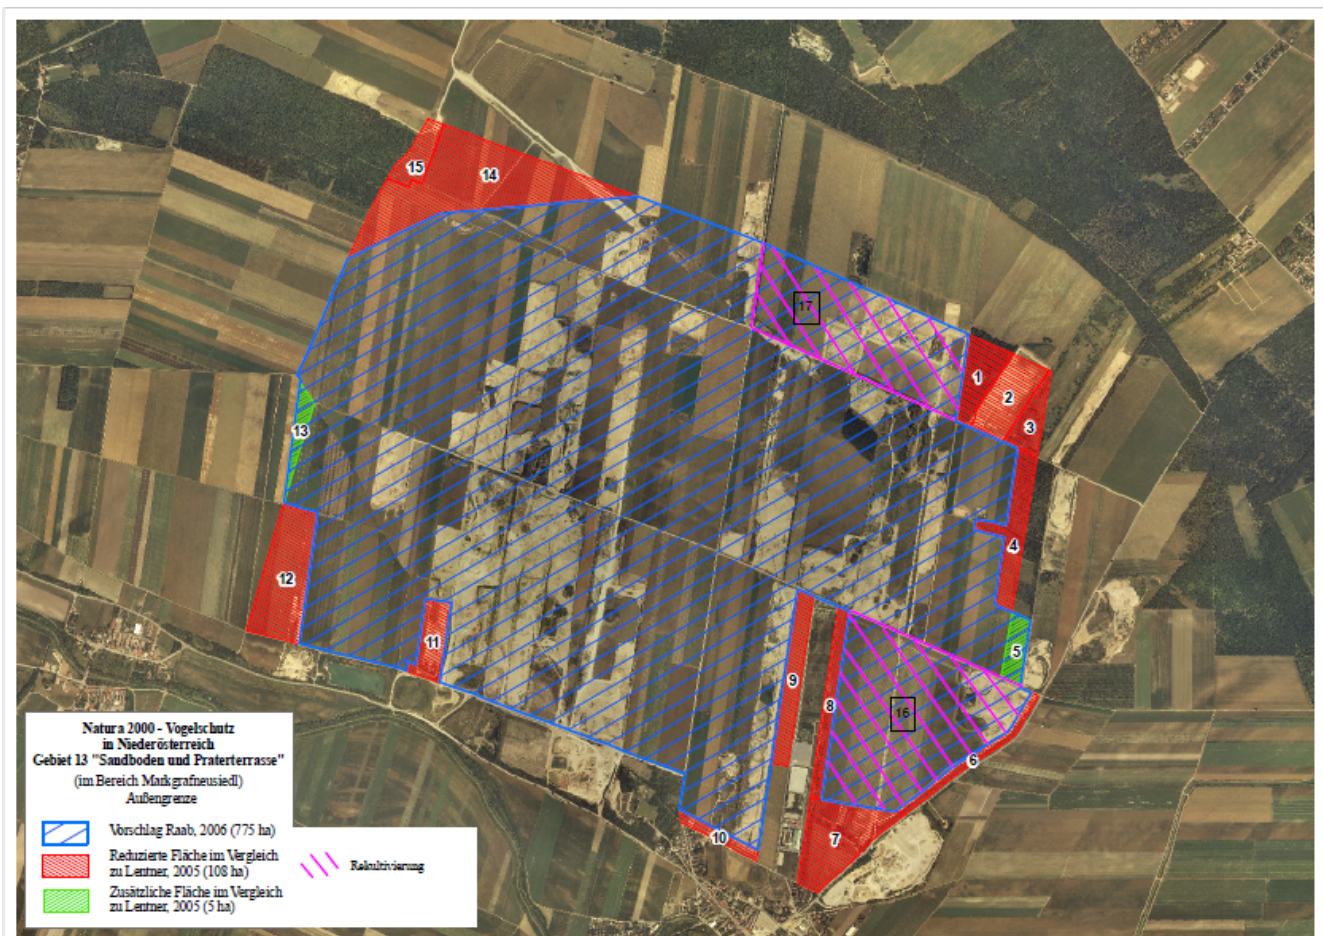 15
14
17
1
2
3
13
4
12
11
5
9
8
16
6
7
10
Natura 2000 - Vogelschutz
in Niederösterreich
Gebiet 13 "Sandboden und Praterterrasse"
(im Bereich Markgrafneusiedl)
Außengrenze
Vorschlag Raab, 2006 (775 ha)
Reduzierte Fläche im Vergleich
zu Lentner, 2005 (108 ha)
Rekultivierung
Zusätzliche Fläche im Vergleich
zu Lentner, 2005 (5 ha)